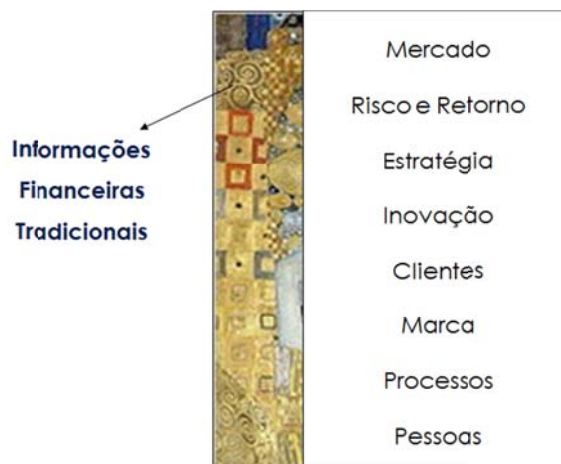 Informações
Financeiras
Tradicionais
Mercado
Risco e Retorno
Estratégia
Inovação
Clientes
Marca
Processos
Pessoas